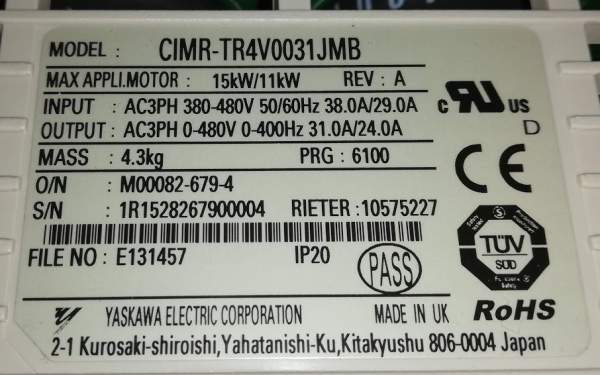 MODEL : CIMR-TR4V0031JMB
MAX APPLI.MOTOR : 15kW/11kW REV : A
INPUT : AC3PH 380-480V 50/60Hz 38.0A/29.0A
OUTPUT : AC3PH 0-480V 0-400Hz 31.0A/24.0A
MASS : 4.3kg PRG : 6100
O/N : M00082-679-4
S/N : 1R1528267900004 RIETER :10575227
FILE NO : E131457 IP20
PASS
c RU US
D
CE
TÜV
SÜD
RoHS
YASKAWA ELECTRIC CORPORATION MADE IN UK
2-1 Kurosaki-shiroishi,Yahatanishi-Ku,Kitakyushu 806-0004 Japan